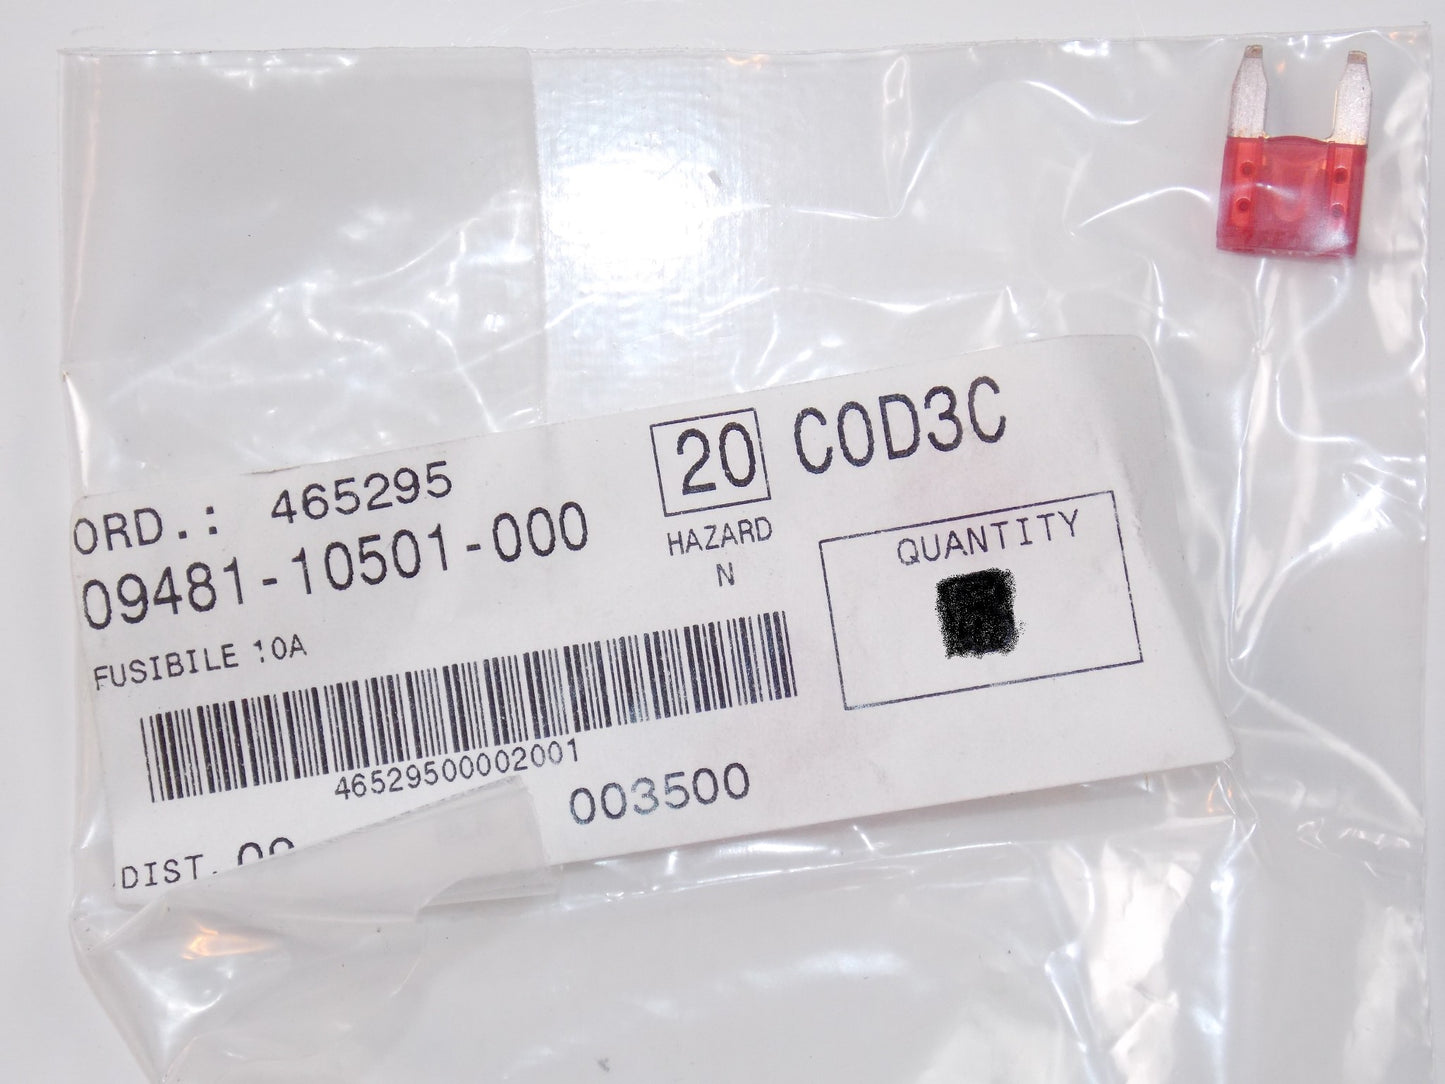 ORD.: 465295
20 C0D3C
09481-10501-000
HAZARD
N
QUANTITY
FUSIBILE 10A
46529500002001
003500
DIST.